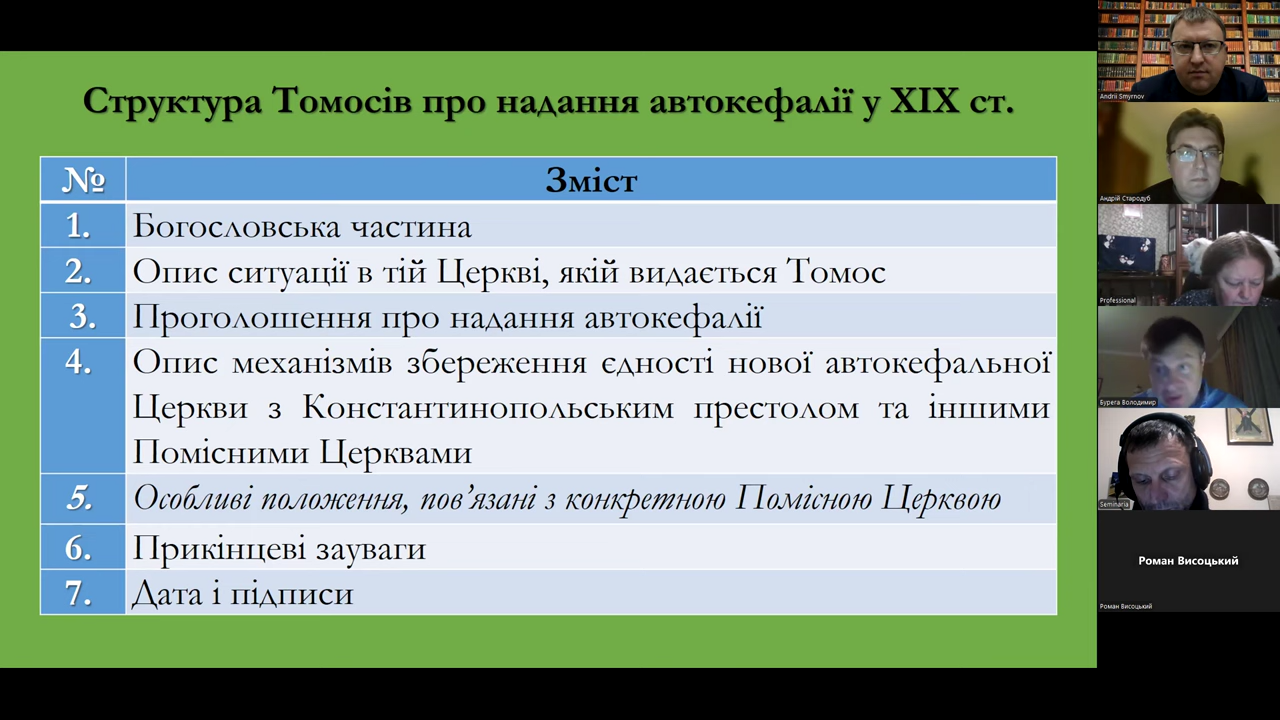 Структура Томосів про надання автокефалії у ХІХ ст.
№ Зміст
1. Богословська частина
2. Опис ситуації в тій Церкві, якій видається Томос
3. Проголошення про надання автокефалії
4. Опис механізмів збереження єдності нової автокефальної
Церкви з Константинопольським престолом та іншими
Помісними Церквами
5. Особливі положення, пов’язані з конкретною Помісною Церквою
6. Прикінцеві зауваги
7. Дата і підписи
Andrii Smyrnov
Андрій Стародуб
Professional
Бурега Володимир
Seminaria
Роман Висоцький
Роман Висоцький